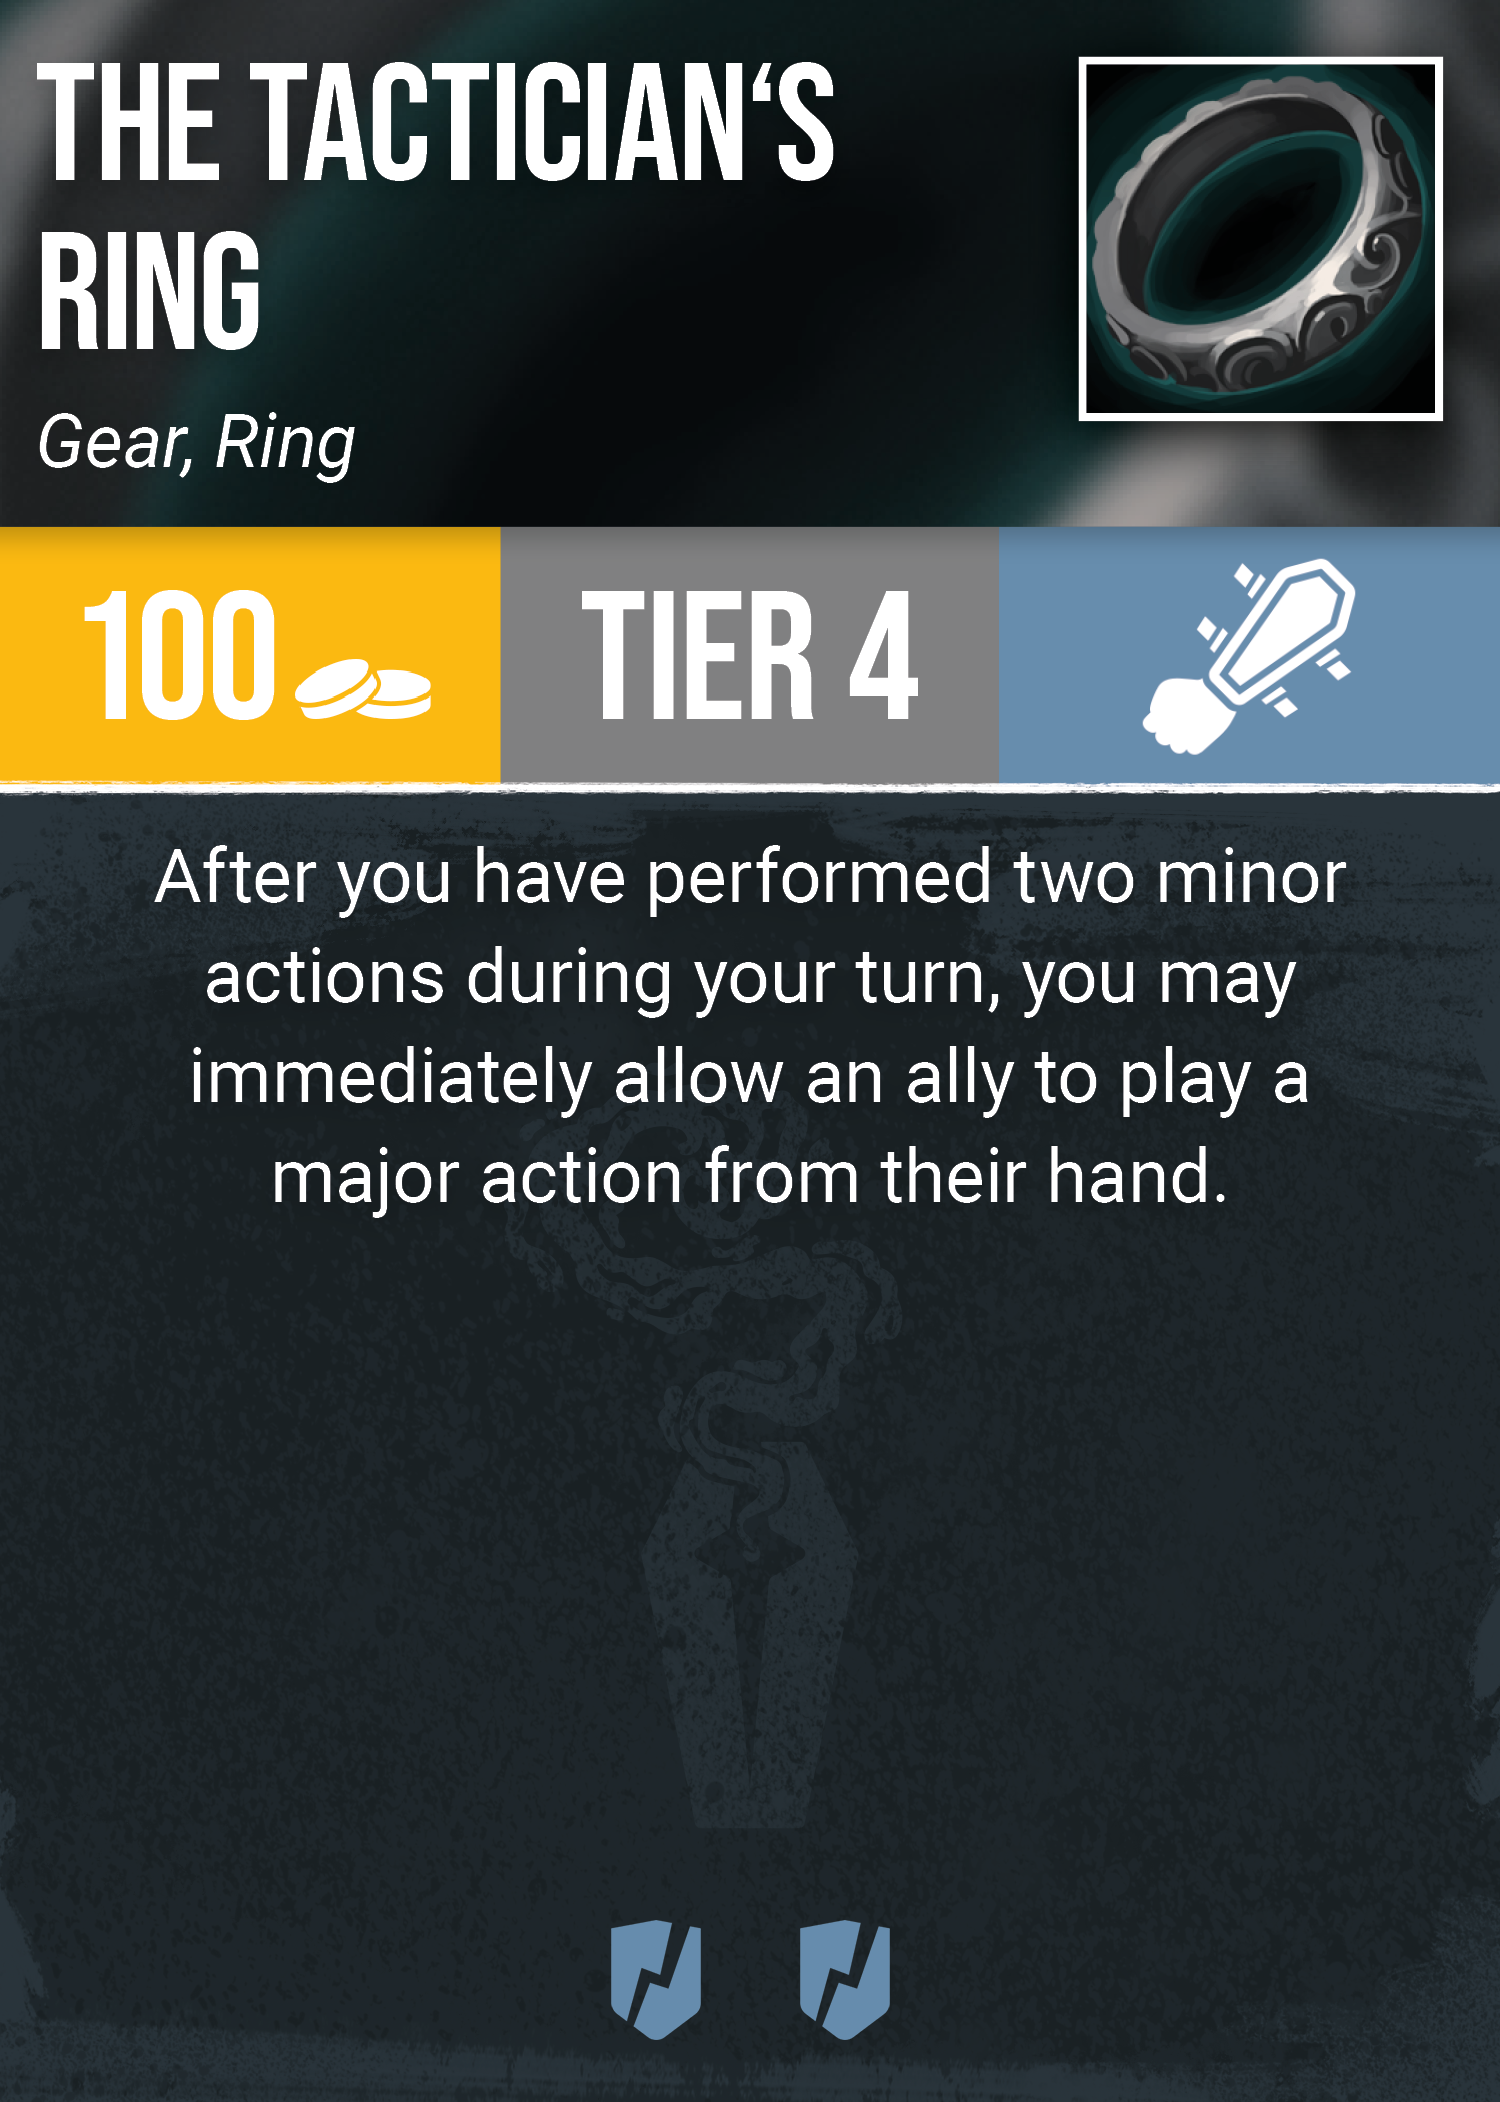 THE TACTICIAN‘S
RING
Gear, Ring
100
TIER 4
After you have performed two minor
actions during your turn, you may
immediately allow an ally to play a
major action from their hand.